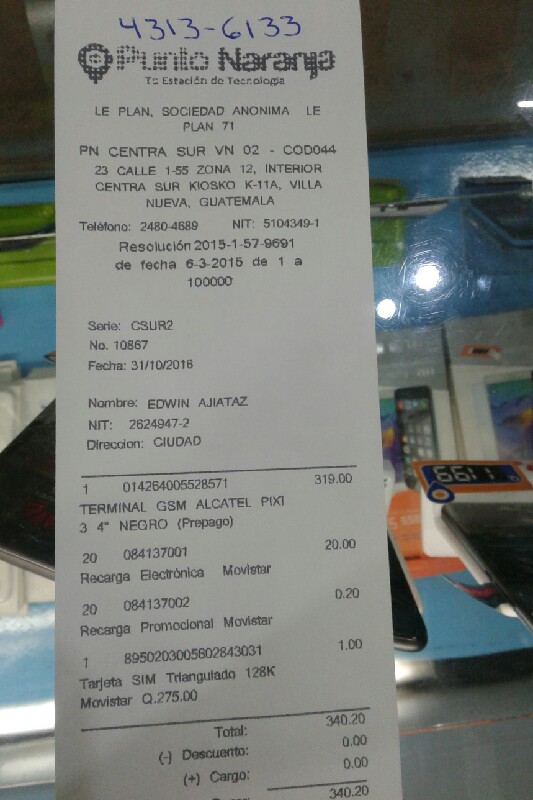 4313-6133
Punto Naranja
Tu Estación de Tecnología
LE PLAN, SOCIEDAD ANONIMA LE
PLAN 71
PN CENTRA SUR VN 02 - COD044
23 CALLE 1-55 ZONA 12, INTERIOR
CENTRA SUR KIOSKO K-11A, VILLA
NUEVA, GUATEMALA
Teléfono: 2480-4689 NIT: 5104349-1
Resolución 2015-1-57-9691
de fecha 6-3-2015 de 1 a
100000
Serie: CSUR2
No. 10867
Fecha: 31/10/2016
Nombre: EDWIN AJIATAZ
NIT: 2624947-2
Direccion: CIUDAD
1 014264005528571 319.00
TERMINAL GSM ALCATEL PIXI
3 4" NEGRO (Prepago)
20 084137001 20.00
Recarga Electrónica Movistar
20 084137002 0.20
Recarga Promocional Movistar
1 8950203005802843031 1.00
Tarjeta SIM Triangulado 128K
Movistar Q.275.00
Total: 340.20
(-) Descuento: 0.00
(+) Cargo: 0.00
340.20